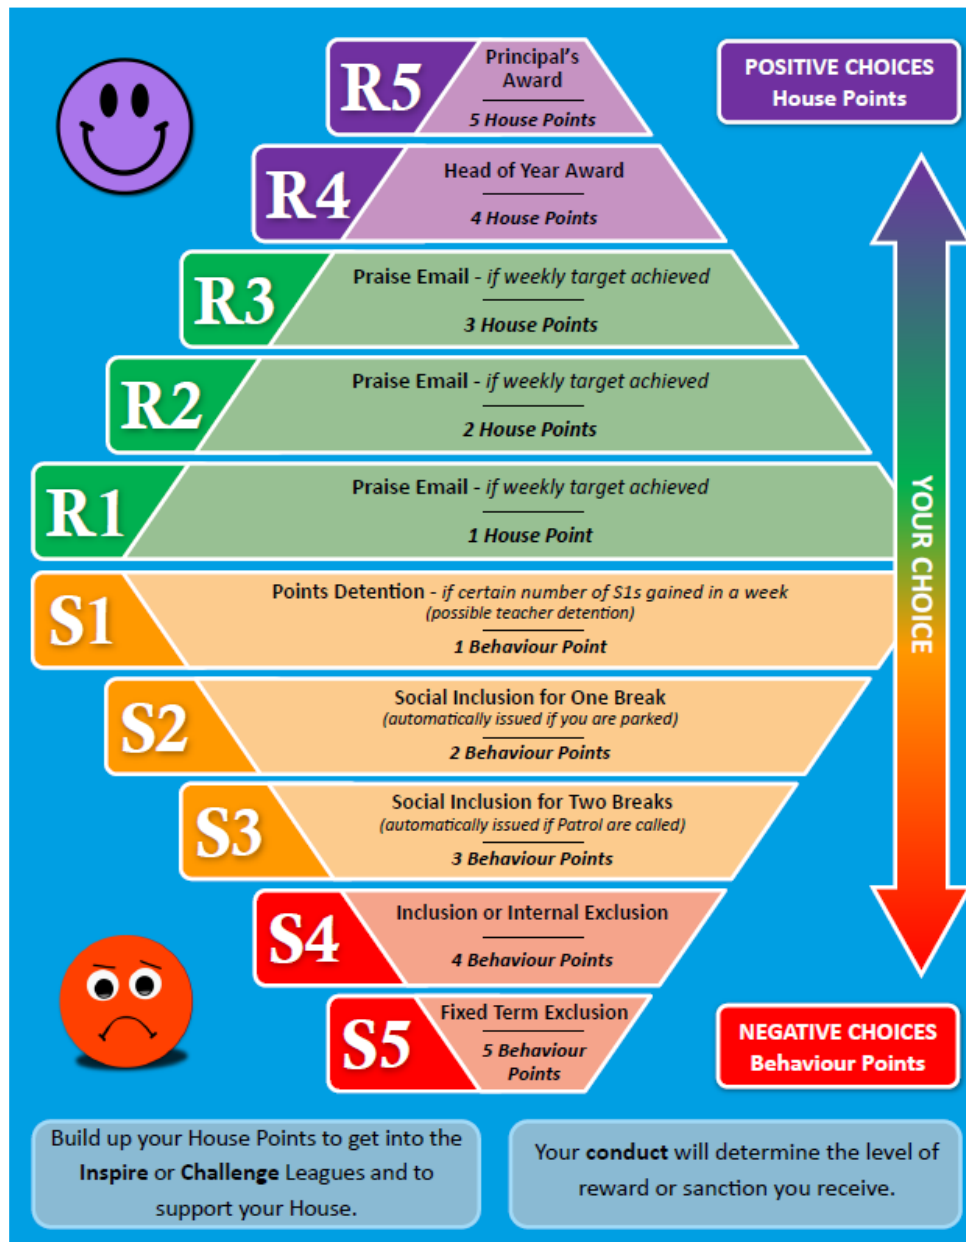 R5
Principal's
Award
5 House Points
POSITIVE CHOICES
House Points
R4
Head of Year Award
4 House Points
R3
Praise Email - if weekly target achieved
3 House Points
R2
Praise Email - if weekly target achieved
2 House Points
R1
Praise Email - if weekly target achieved
1 House Point
YOUR CHOICE
S1
Points Detention - if certain number of S1s gained in a week
(possible teacher detention)
1 Behaviour Point
S2
Social Inclusion for One Break
(automatically issued if you are parked)
2 Behaviour Points
S3
Social Inclusion for Two Breaks
(automatically issued if Patrol are called)
3 Behaviour Points
S4
Inclusion or Internal Exclusion
4 Behaviour Points
S5
Fixed Term Exclusion
5 Behaviour
Points
NEGATIVE CHOICES
Behaviour Points
Build up your House Points to get into the
Inspire or Challenge Leagues and to
support your House.
Your conduct will determine the level of
reward or sanction you receive.